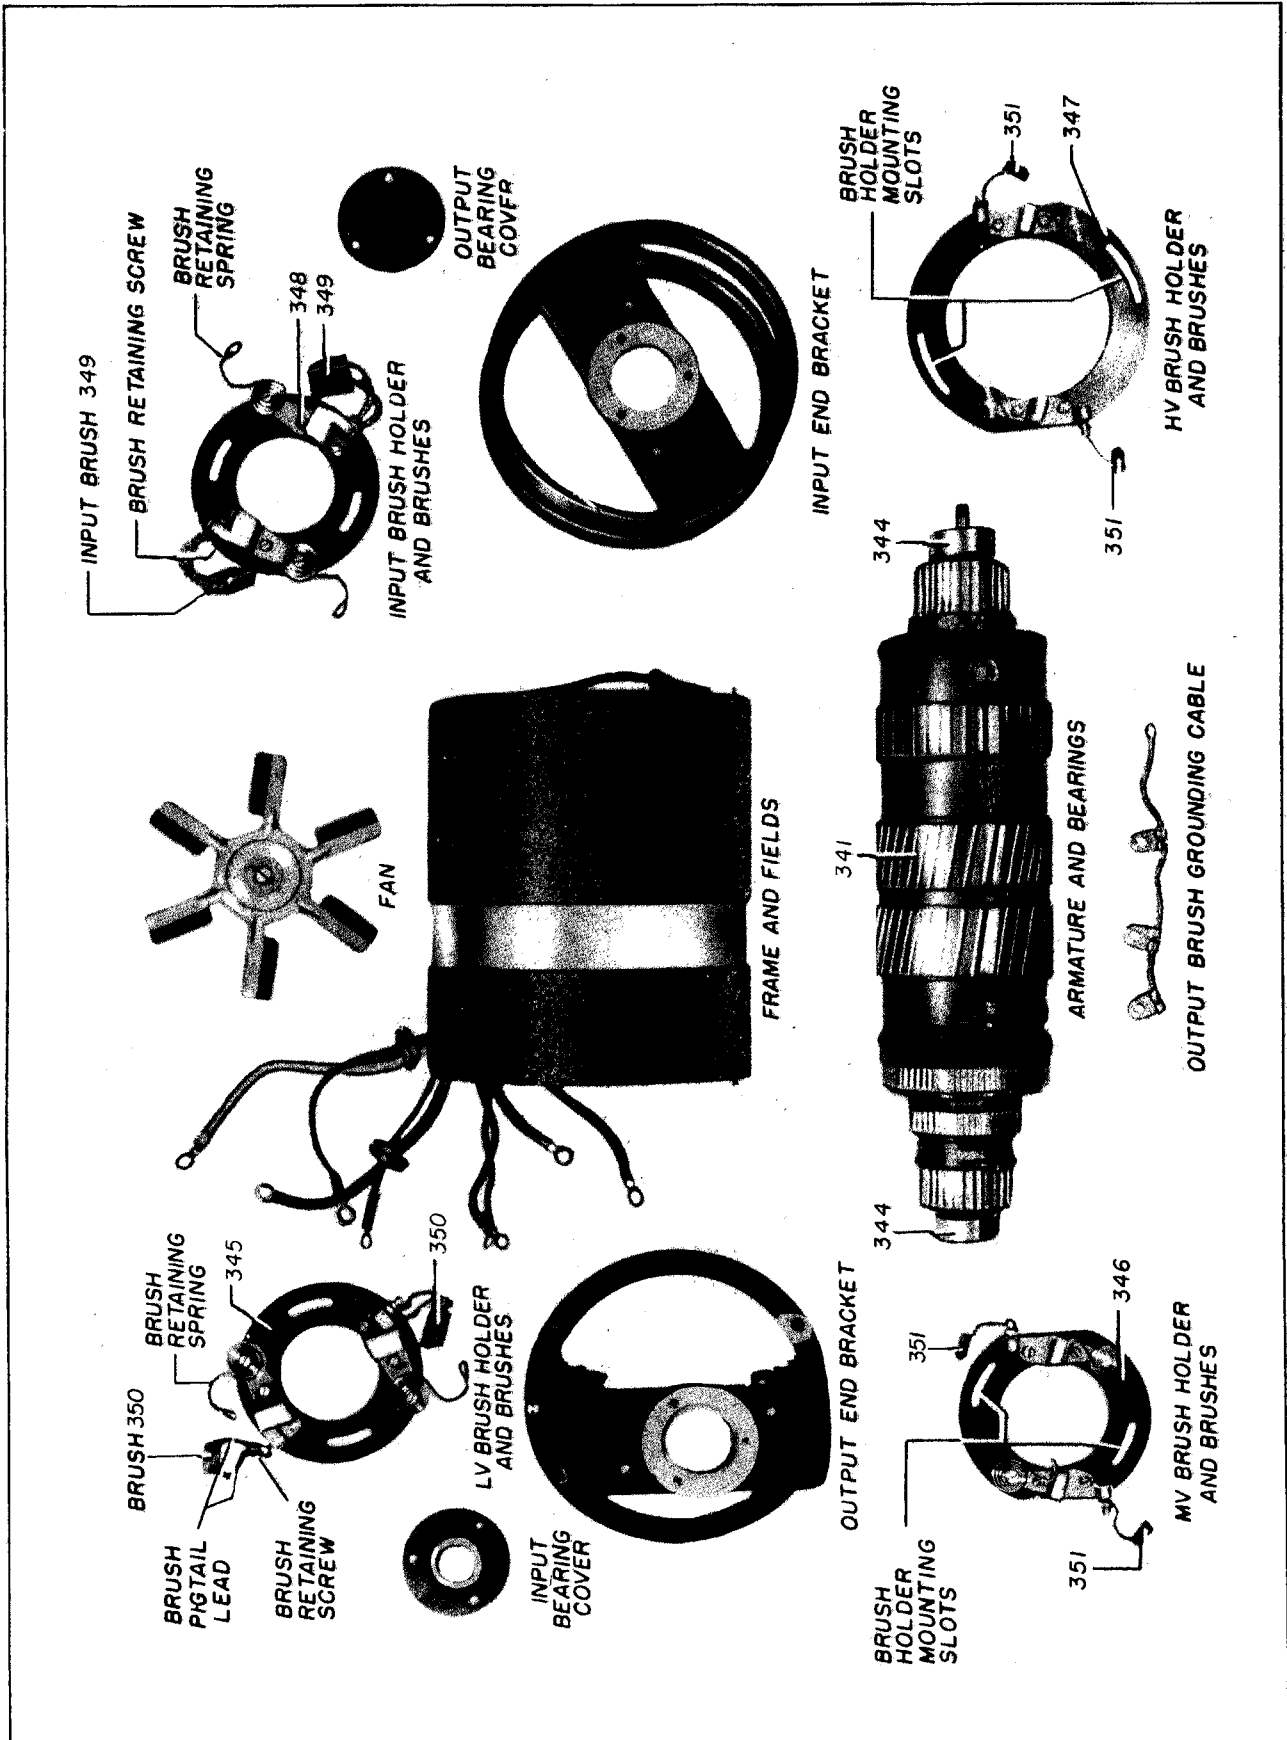 BRUSH 350
BRUSH
PIGTAIL
LEAD
BRUSH
RETAINING
SCREW
BRUSH
RETAINING
SPRING
345
350
LV BRUSH HOLDER
AND BRUSHES
INPUT
BEARING
COVER
OUTPUT END BRACKET
FAN
FRAME AND FIELDS
INPUT BRUSH 349
BRUSH RETAINING SCREW
BRUSH
RETAINING
SPRING
348
349
INPUT BRUSH HOLDER
AND BRUSHES
OUTPUT
BEARING
COVER
INPUT END BRACKET
BRUSH
HOLDER
MOUNTING
SLOTS
351
351
346
MV BRUSH HOLDER
AND BRUSHES
344
341
344
ARMATURE AND BEARINGS
OUTPUT BRUSH GROUNDING CABLE
BRUSH
HOLDER
MOUNTING
SLOTS
351
351
347
HV BRUSH HOLDER
AND BRUSHES